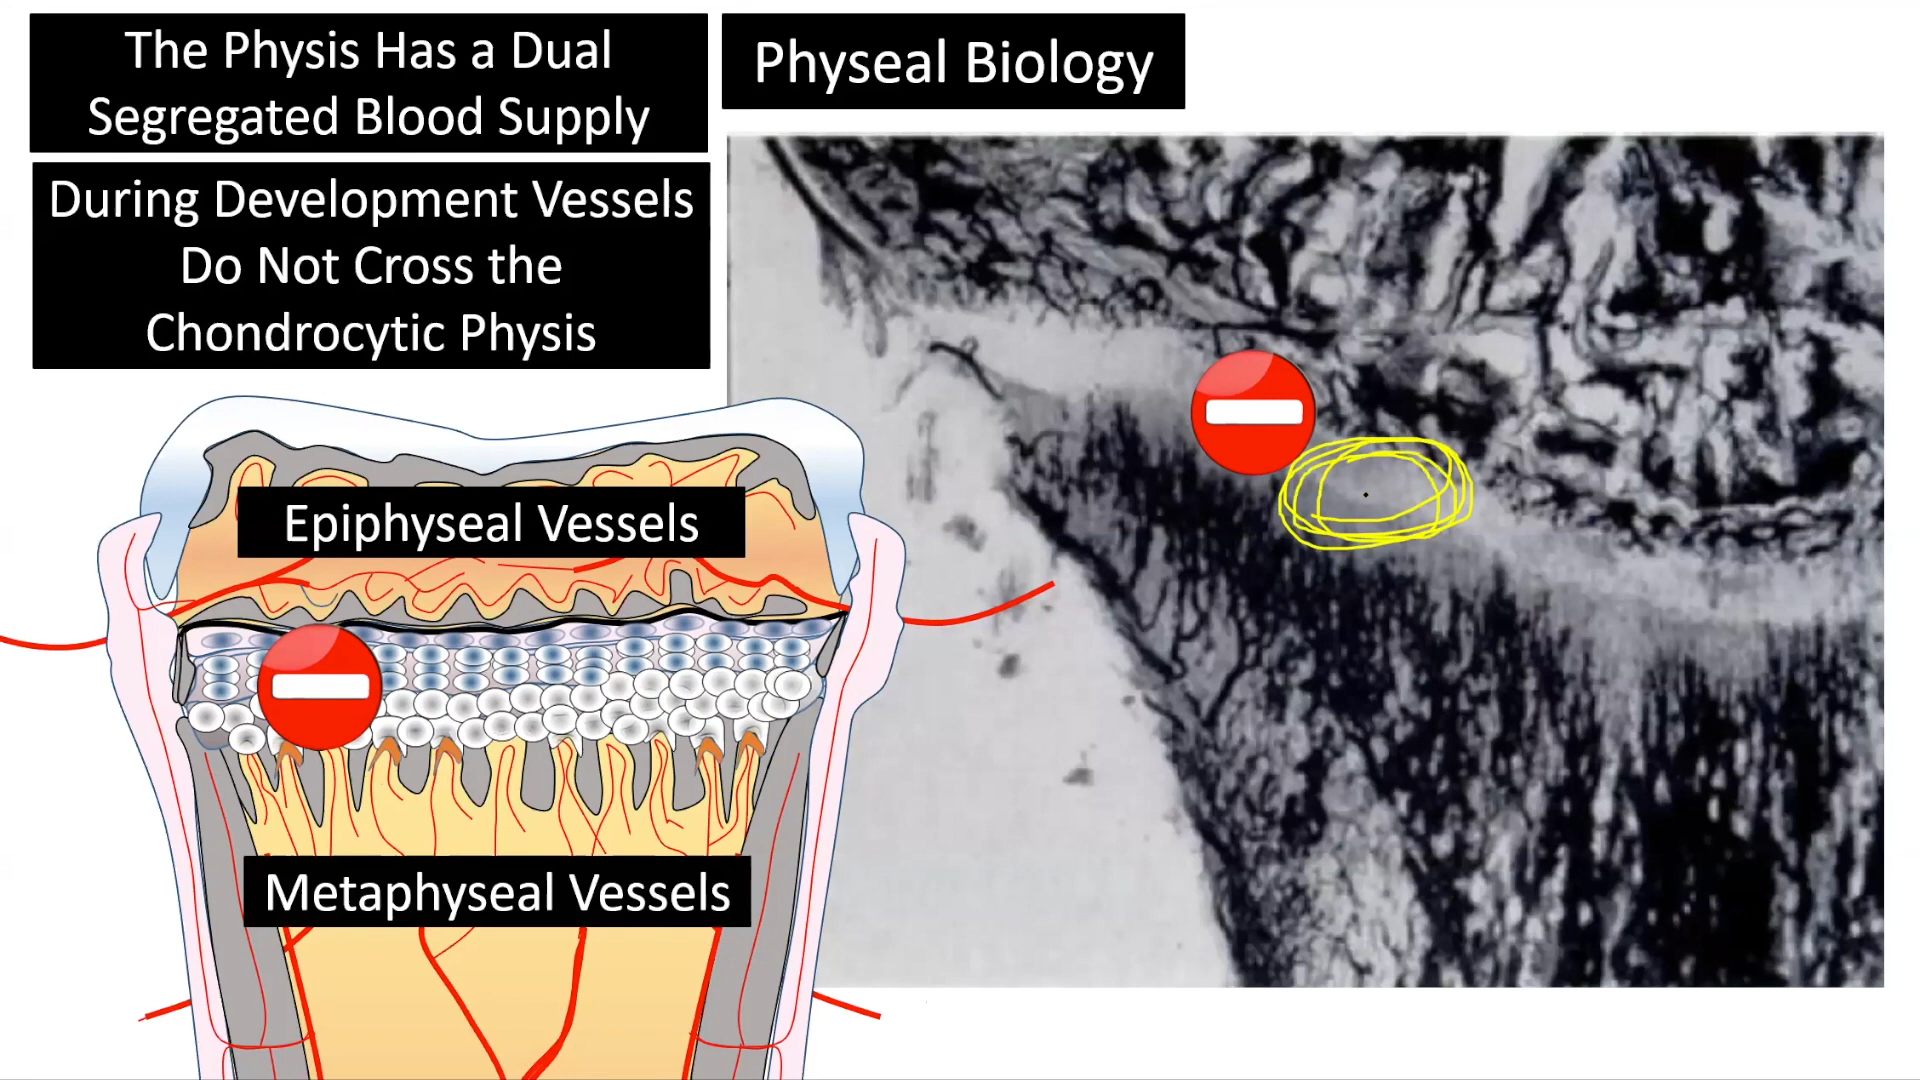 The Physis Has a Dual
Segregated Blood Supply
Physeal Biology
During Development Vessels
Do Not Cross the
Chondrocytic Physis
Epiphyseal Vessels
Metaphyseal Vessels